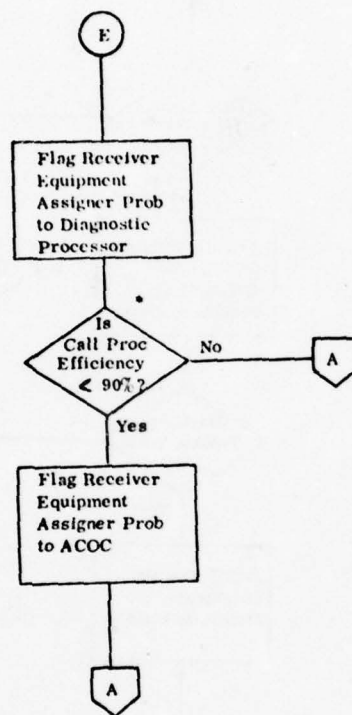 E
Flag Receiver
Equipment
Assigner Prob
to Diagnostic
Processor
*
Is
Call Proc
Efficiency
< 90%?
No
A
Yes
Flag Receiver
Equipment
Assigner Prob
to ACOC
A